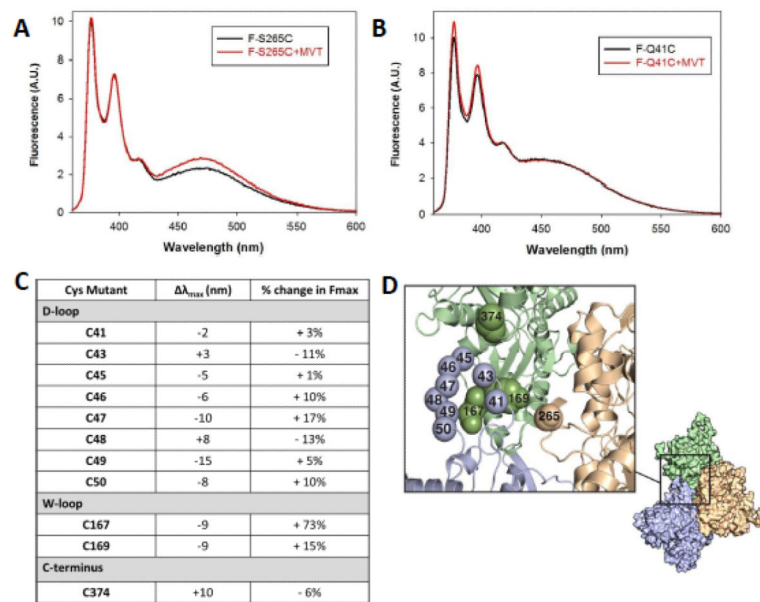 A
F-S265C
F-S265C+MVT
Fluorescence (A.U.)
10
8
6
4
2
0
400 450 500 550 600
Wavelength (nm)
B
F-Q41C
F-Q41C+MVT
Fluorescence (A.U.)
10
8
6
4
2
0
400 450 500 550 600
Wavelength (nm)
C
Cys Mutant Δλmax (nm) % change in Fmax
D-loop
C41 -2 + 3%
C43 +3 - 11%
C45 -5 + 1%
C46 -6 + 10%
C47 -10 + 17%
C48 +8 - 13%
C49 -15 + 5%
C50 -8 + 10%
W-loop
C167 -9 + 73%
C169 -9 + 15%
C-terminus
C374 +10 - 6%
D
374
45
46
43
47
169
48
41
167
49
265
50